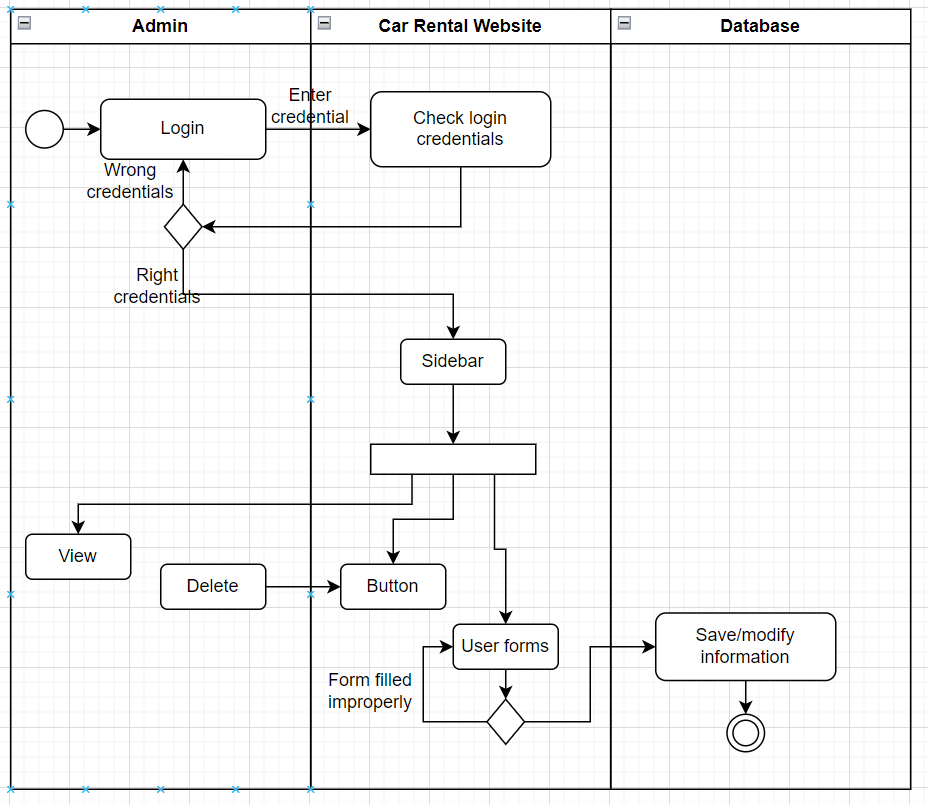 Admin
Car Rental Website
Database
Enter
credential
Login
Check login
credentials
Wrong
credentials
Right
credentials
Sidebar
View
Delete
Button
User forms
Save/modify
information
Form filled
improperly